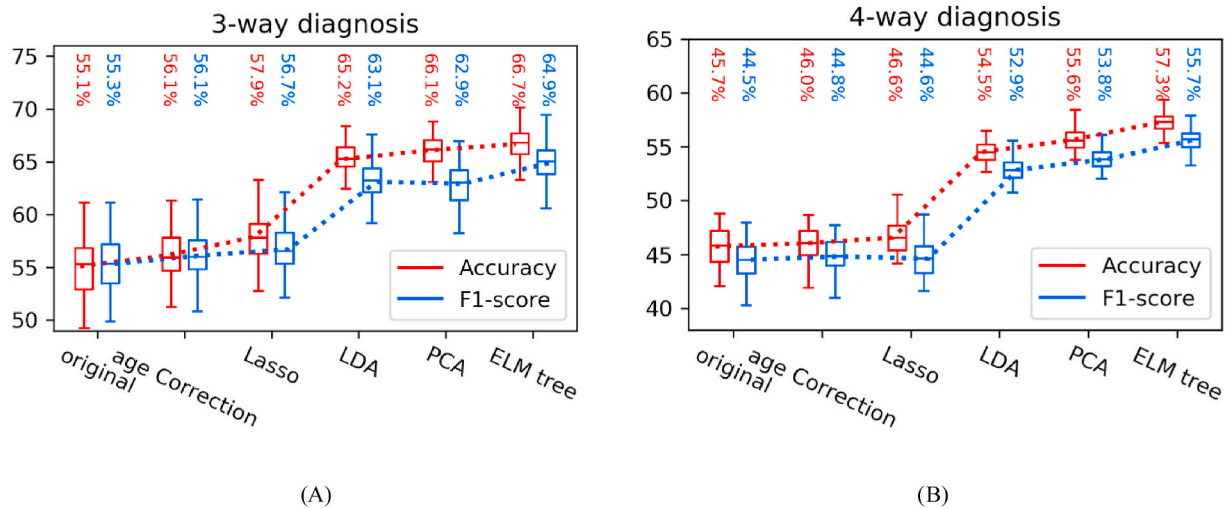 3-way diagnosis
55.1%
55.3%
56.1%
56.1%
57.9%
56.7%
65.2%
63.1%
66.1%
62.9%
66.7%
64.9%
75
70
65
60
55
50
Accuracy
F1-score
original
age Correction
Lasso
LDA
PCA
ELM tree
(A)
4-way diagnosis
45.7%
44.5%
46.0%
44.8%
46.6%
44.6%
54.5%
52.9%
55.6%
53.8%
57.3%
55.7%
65
60
55
50
45
40
Accuracy
F1-score
original
age Correction
Lasso
LDA
PCA
ELM tree
(B)